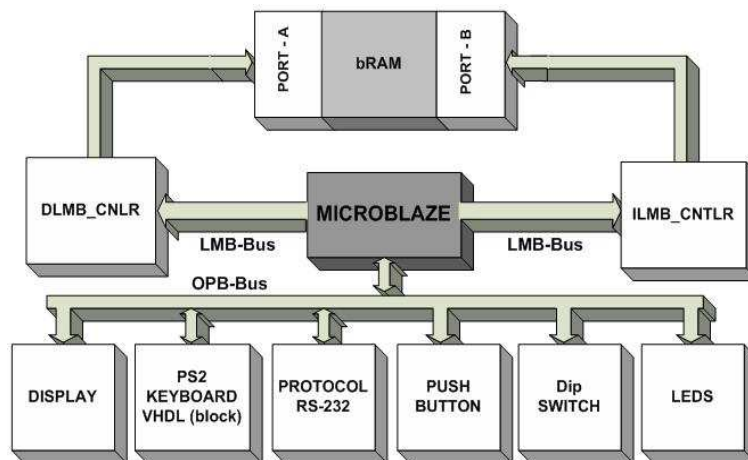 PORT - A
bRAM
PORT - B
DLMB_CNLR
MICROBLAZE
ILMB_CNTLR
LMB-Bus
LMB-Bus
OPB-Bus
DISPLAY
PS2
KEYBOARD
VHDL (block)
PROTOCOL
RS-232
PUSH
BUTTON
Dip
SWITCH
LEDS